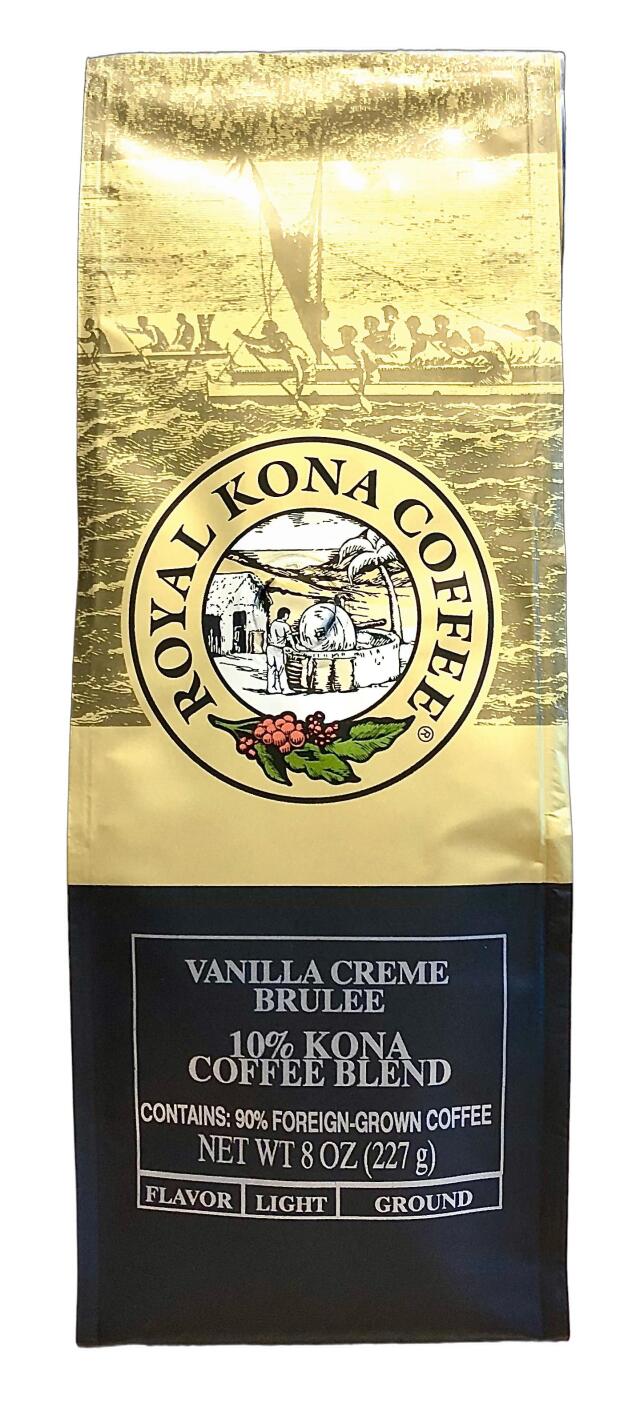 ROYAL KONA COFFEE
®
VANILLA CREME
BRULEE
10% KONA
COFFEE BLEND
CONTAINS: 90% FOREIGN-GROWN COFFEE
NET WT 8 OZ (227 g)
FLAVOR LIGHT GROUND